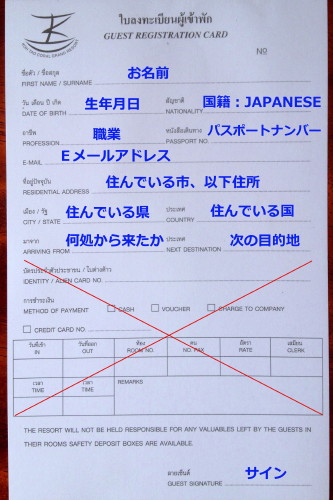 KOH TAO CORAL GRAND RESORT
ใบลงทะเบียนผู้เข้าพัก
GUEST REGISTRATION CARD
NO
ชื่อตัว / ชื่อสกุล
お名前
FIRST NAME / SURNAME
วัน เดือน ปี เกิด 生年月日 สัญชาติ 国籍：JAPANESE
DATE OF BIRTH NATIONALITY
อาชีพ 職業 หนังสือเดินทาง パスポートナンバー
PROFESSION PASSPORT NO.
E-MAIL Eメールアドレス
ที่อยู่ปัจจุบัน 住んでいる市、以下住所
RESIDENTIAL ADDRESS
เมือง / รัฐ 住んでいる県 ประเทศ 住んでいる国
CITY / STATE COUNTRY
มาจาก 何処から来たか ประเทศ 次の目的地
ARRIVING FROM NEXT DESTINATION
บัตรประจำตัวประชาชน / ใบต่างด้าว
IDENTITY / ALIEN CARD NO.
การชำระเงิน
METHOD OF PAYMENT CASH VOUCHER CHARGE TO COMPANY
CREDIT CARD NO.
วันที่เข้า วันที่ออก ห้อง คน อัตรา เสมียน
IN OUT ROOM NO. NO. PAX RATE CLERK
เวลา เวลา REMARKS
TIME TIME
THE RESORT WILL NOT BE HELD RESPONSIBLE FOR ANY VALUABLES LEFT BY THE GUESTS IN
THEIR ROOMS SAFETY DEPOSIT BOXES ARE AVAILABLE.
ลายเซ็นต์ サイン
GUEST SIGNATURE